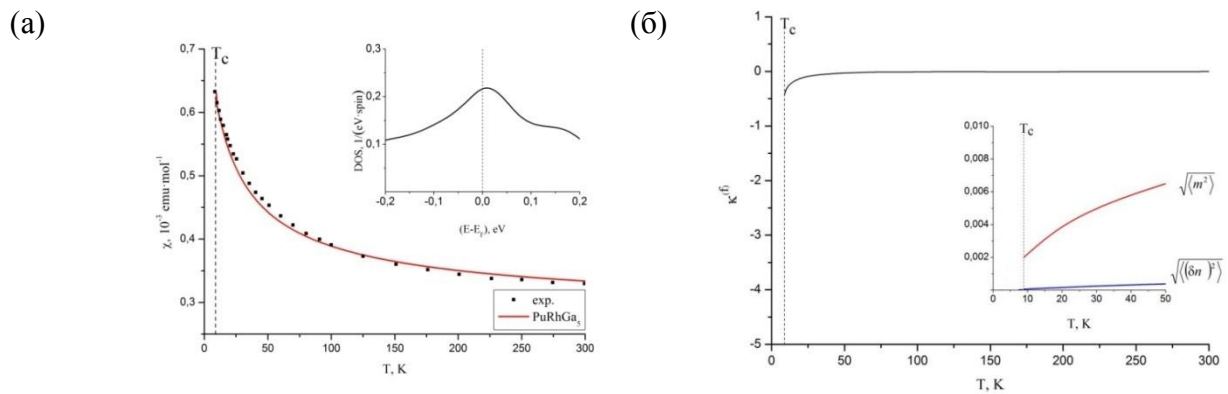 (а)
T_c
0,7
0,6
0,5
0,4
0,3
χ, 10⁻³ emu·mol⁻¹
0 50 100 150 200 250 300
T, K
exp.
PuRhGa₅
0,3
0,2
0,1
DOS, 1/(eV·spin)
-0,2 -0,1 0,0 0,1 0,2
(E-E_F), eV
(б)
T_c
1
0
-1
-2
-3
-4
-5
κ^(f)
0 50 100 150 200 250 300
T, K
0,010
0,008
0,006
0,004
0,002
T_c
√⟨m²⟩
√⟨(δn)²⟩
0 10 20 30 40 50
T, K